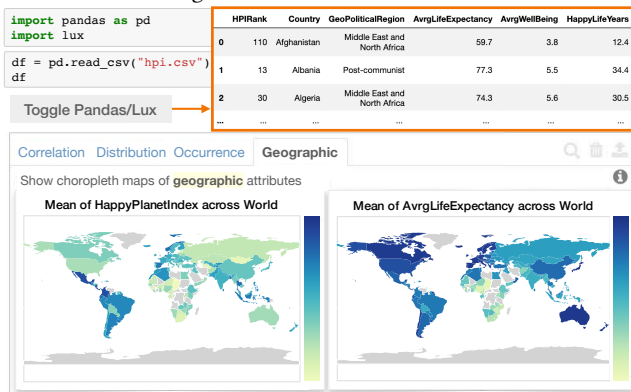 import pandas as pd
import lux
df = pd.read_csv("hpi.csv")
df
Toggle Pandas/Lux
HPIRank Country GeoPoliticalRegion AvrgLifeExpectancy AvrgWellBeing HappyLifeYears
0 110 Afghanistan Middle East and North Africa 59.7 3.8 12.4
1 13 Albania Post-communist 77.3 5.5 34.4
2 30 Algeria Middle East and North Africa 74.3 5.6 30.5
... ... ... ... ... ... ...
Correlation Distribution Occurrence Geographic
Show choropleth maps of geographic attributes
Mean of HappyPlanetIndex across World
Mean of AvrgLifeExpectancy across World